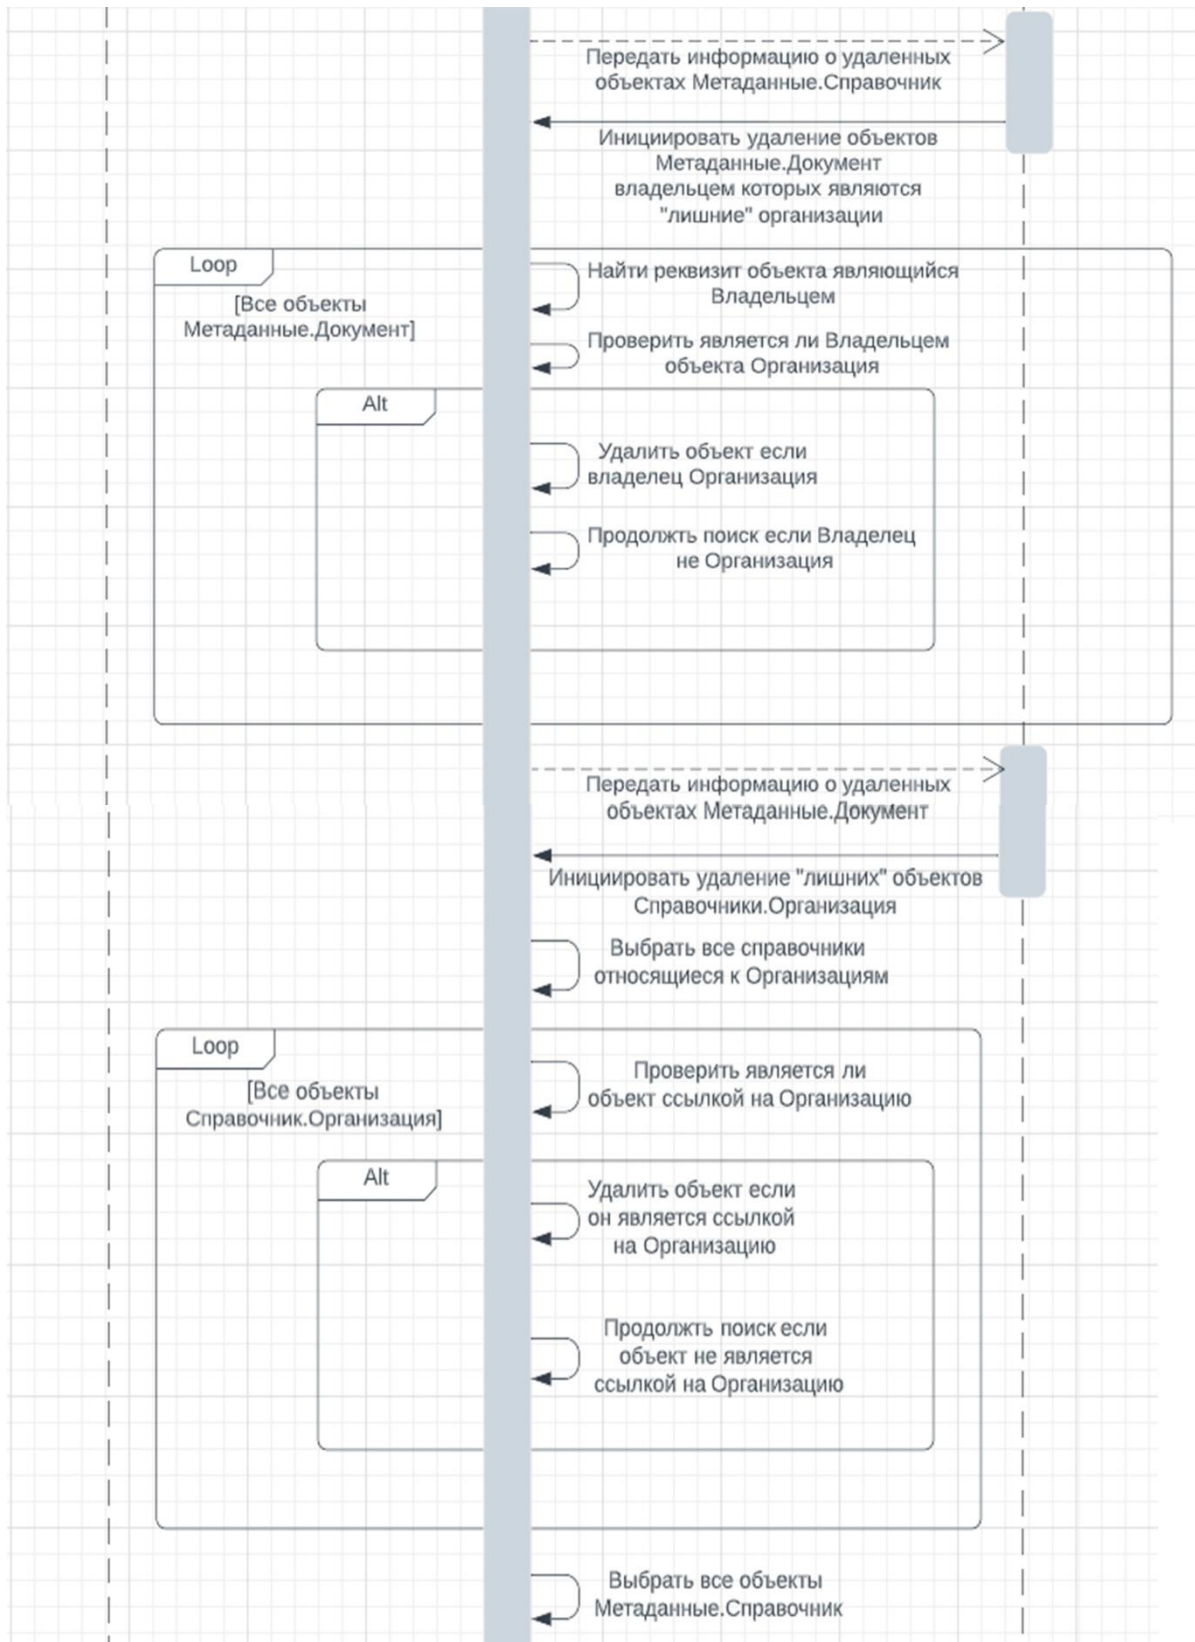 Передать информацию о удаленных
объектах Метаданные.Справочник
Инициировать удаление объектов
Метаданные.Документ
владельцем которых являются
"лишние" организации
Loop
[Все объекты
Метаданные.Документ]
Найти реквизит объекта являющийся
Владельцем
Проверить является ли Владельцем
объекта Организация
Alt
Удалить объект если
владелец Организация
Продолжть поиск если Владелец
не Организация
Передать информацию о удаленных
объектах Метаданные.Документ
Инициировать удаление "лишних" объектов
Справочники.Организация
Выбрать все справочники
относящиеся к Организациям
Loop
[Все объекты
Справочник.Организация]
Проверить является ли
объект ссылкой на Организацию
Alt
Удалить объект если
он является ссылкой
на Организацию
Продолжть поиск если
объект не является
ссылкой на Организацию
Выбрать все объекты
Метаданные.Справочник